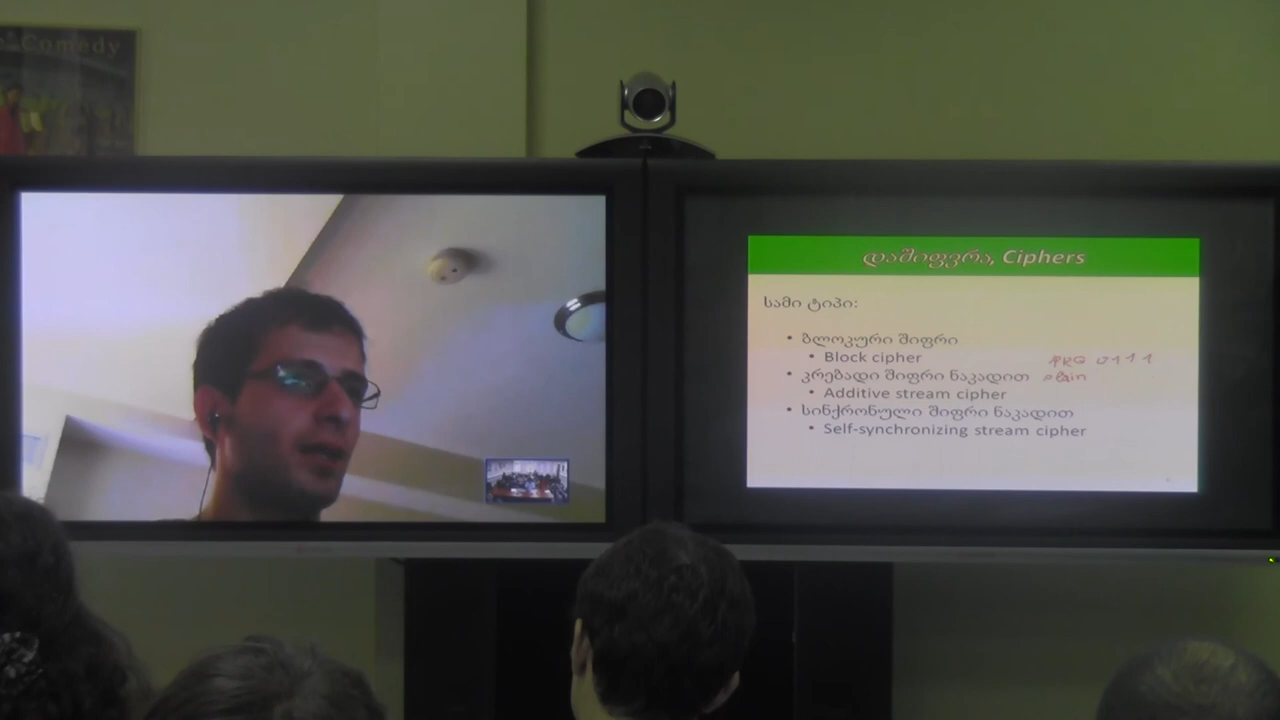 Comedy
დაშიფვრა, Ciphers
სამი ტიპი:
• ბლოკური შიფრი
• Block cipher
• კრებადი შიფრი ნაკადით plain
• Additive stream cipher
• სინქრონული შიფრი ნაკადით
• Self-synchronizing stream cipher